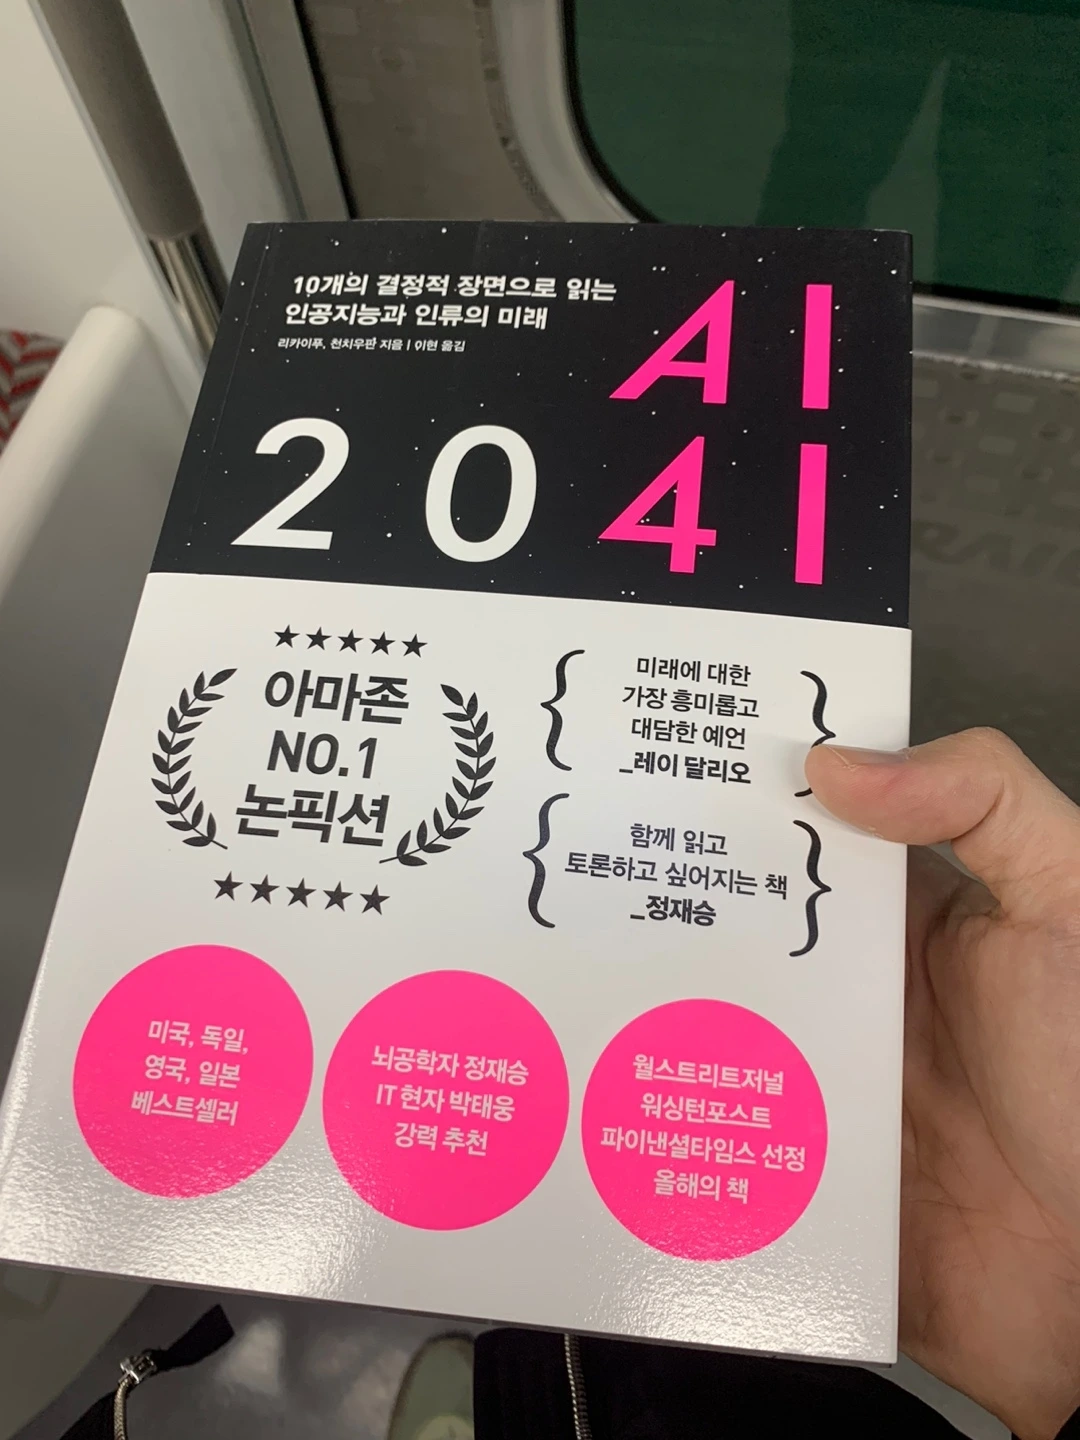 10개의 결정적 장면으로 읽는
인공지능과 인류의 미래
리카이푸, 천치우판 지음 | 이현 옮김
AI
2041
★★★★★
아마존
NO.1
논픽션
★★★★★
미래에 대한
가장 흥미롭고
대담한 예언
_레이 달리오
함께 읽고
토론하고 싶어지는 책
_정재승
미국, 독일,
영국, 일본
베스트셀러
뇌공학자 정재승
IT 현자 박태웅
강력 추천
월스트리트저널
워싱턴포스트
파이낸셜타임스 선정
올해의 책